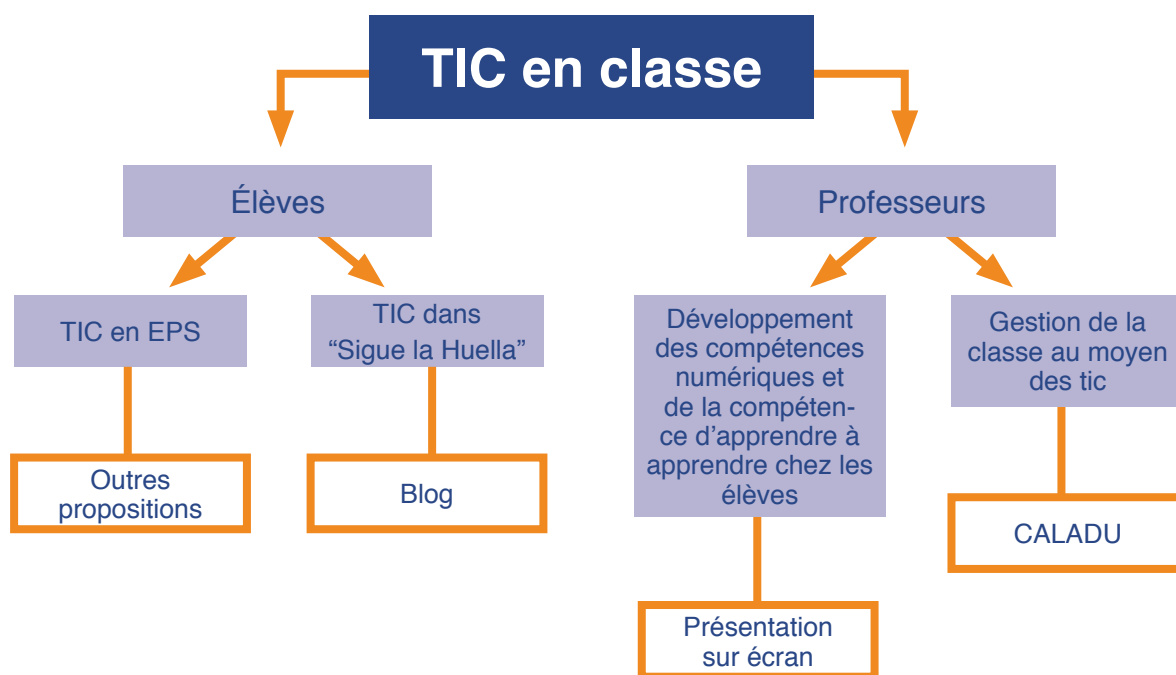 TIC en classe
Élèves
Professeurs
TIC en EPS
TIC dans
“Sigue la Huella”
Développement
des compétences
numériques et
de la compéten-
ce d’apprendre à
apprendre chez les
élèves
Gestion de la
classe au moyen
des tic
Outres
propositions
Blog
CALADU
Présentation
sur écran